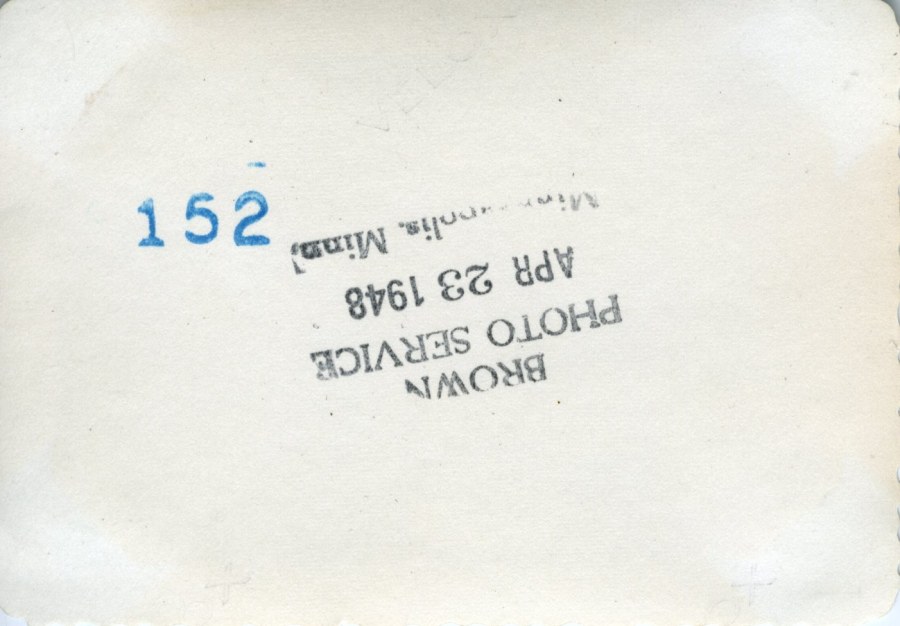 152
BROWN
PHOTO SERVICE
APR 23 1948
Minneapolis, Minn.